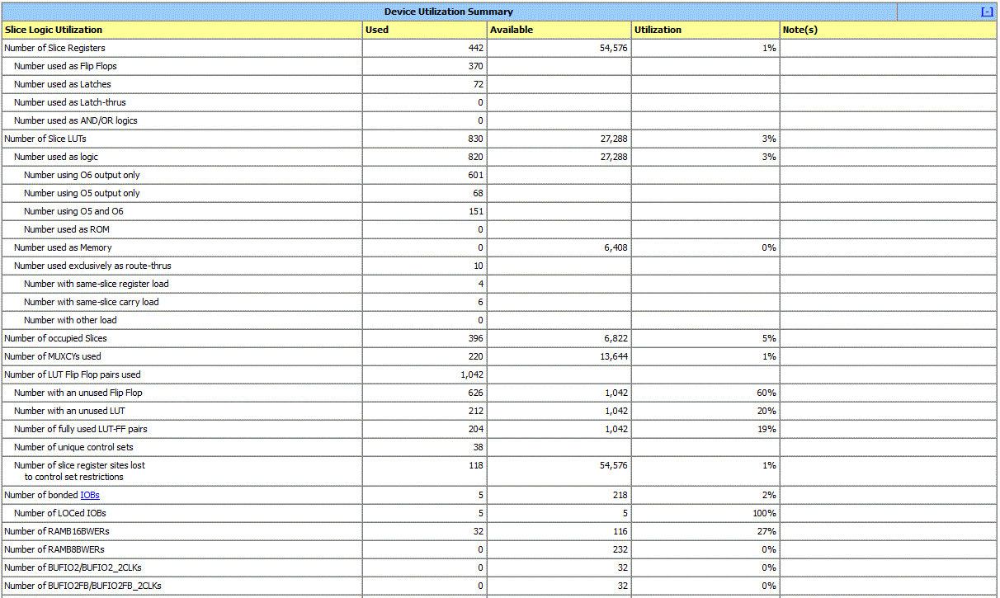 Device Utilization Summary [-]
Slice Logic Utilization Used Available Utilization Note(s)
Number of Slice Registers 442 54,576 1%
Number used as Flip Flops 370
Number used as Latches 72
Number used as Latch-thrus 0
Number used as AND/OR logics 0
Number of Slice LUTs 830 27,288 3%
Number used as logic 820 27,288 3%
Number using O6 output only 601
Number using O5 output only 68
Number using O5 and O6 151
Number used as ROM 0
Number used as Memory 0 6,408 0%
Number used exclusively as route-thrus 10
Number with same-slice register load 4
Number with same-slice carry load 6
Number with other load 0
Number of occupied Slices 396 6,822 5%
Number of MUXCYs used 220 13,644 1%
Number of LUT Flip Flop pairs used 1,042
Number with an unused Flip Flop 626 1,042 60%
Number with an unused LUT 212 1,042 20%
Number of fully used LUT-FF pairs 204 1,042 19%
Number of unique control sets 38
Number of slice register sites lost 118 54,576 1%
to control set restrictions
Number of bonded IOBs 5 218 2%
Number of LOCed IOBs 5 5 100%
Number of RAMB16BWERs 32 116 27%
Number of RAMB8BWERs 0 232 0%
Number of BUFIO2/BUFIO2_2CLKs 0 32 0%
Number of BUFIO2FB/BUFIO2FB_2CLKs 0 32 0%